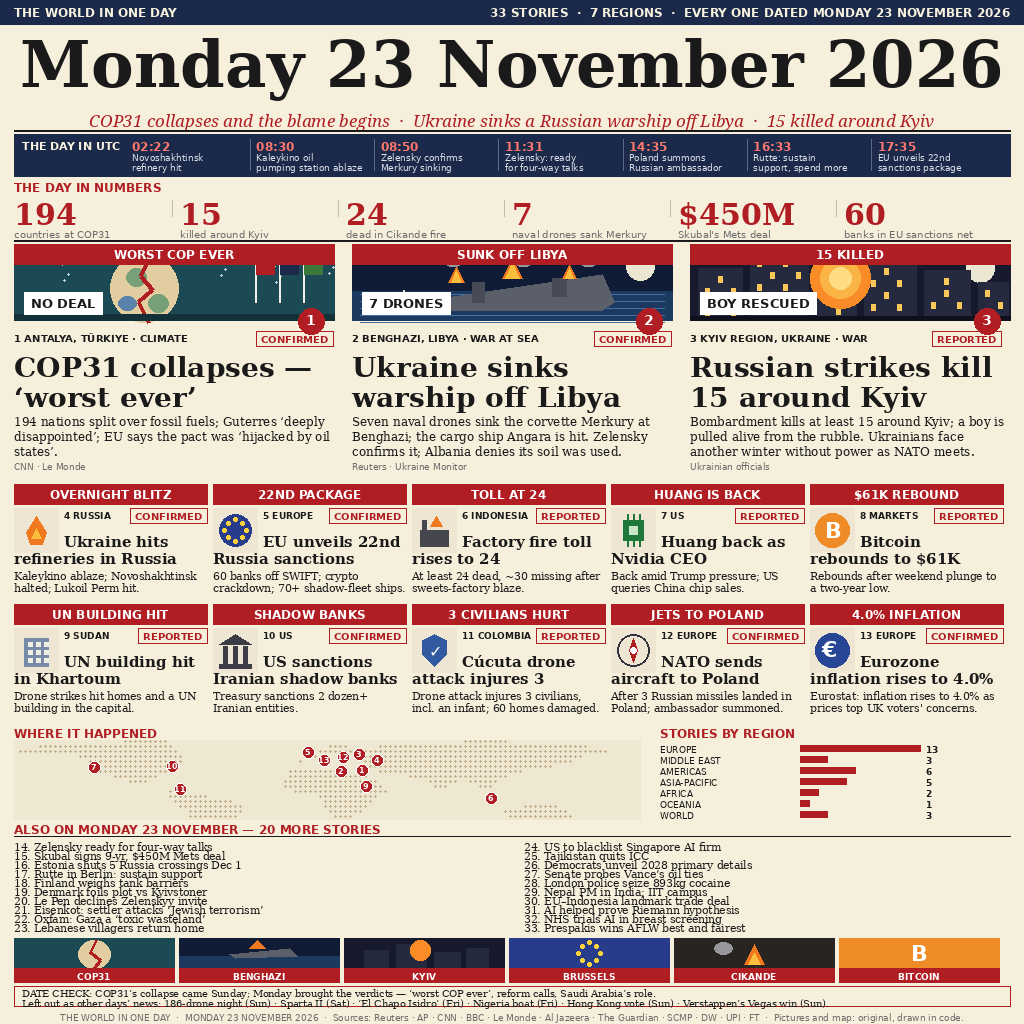 THE WORLD IN ONE DAY
33 STORIES · 7 REGIONS · EVERY ONE DATED MONDAY 23 NOVEMBER 2026
Monday 23 November 2026
COP31 collapses and the blame begins · Ukraine sinks a Russian warship off Libya · 15 killed around Kyiv
THE DAY IN UTC
02:22
Novoshakhtinsk
refinery hit
08:30
Kaleykino oil
pumping station ablaze
08:50
Zelensky confirms
Merkury sinking
11:31
Zelensky: ready
for four-way talks
14:35
Poland summons
Russian ambassador
16:33
Rutte: sustain
support, spend more
17:35
EU unveils 22nd
sanctions package
THE DAY IN NUMBERS
194
countries at COP31
15
killed around Kyiv
24
dead in Cikande fire
7
naval drones sank Merkury
$450M
Skubal's Mets deal
60
banks in EU sanctions net
WORST COP EVER
NO DEAL
1
1 ANTALYA, TÜRKIYE · CLIMATE
CONFIRMED
COP31 collapses —
‘worst ever’
194 nations split over fossil fuels; Guterres ‘deeply
disappointed’; EU says the pact was ‘hijacked by oil
states’.
CNN · Le Monde
SUNK OFF LIBYA
7 DRONES
2
2 BENGHAZI, LIBYA · WAR AT SEA
CONFIRMED
Ukraine sinks
warship off Libya
Seven naval drones sink the corvette Merkury at
Benghazi; the cargo ship Angara is hit. Zelensky
confirms it; Albania denies its soil was used.
Reuters · Ukraine Monitor
15 KILLED
BOY RESCUED
3
3 KYIV REGION, UKRAINE · WAR
REPORTED
Russian strikes kill
15 around Kyiv
Bombardment kills at least 15 around Kyiv; a boy is
pulled alive from the rubble. Ukrainians face
another winter without power as NATO meets.
Ukrainian officials
OVERNIGHT BLITZ
4 RUSSIA
CONFIRMED
Ukraine hits
refineries in Russia
Kaleykino ablaze; Novoshakhtinsk
halted; Lukoil Perm hit.
22ND PACKAGE
5 EUROPE
CONFIRMED
EU unveils 22nd
Russia sanctions
60 banks off SWIFT; crypto
crackdown; 70+ shadow-fleet ships.
TOLL AT 24
6 INDONESIA
REPORTED
Factory fire toll
rises to 24
At least 24 dead, ~30 missing after
sweets-factory blaze.
HUANG IS BACK
7 US
REPORTED
Huang back as
Nvidia CEO
Back amid Trump pressure; US
queries China chip sales.
$61K REBOUND
B
8 MARKETS
REPORTED
Bitcoin
rebounds to $61K
Rebounds after weekend plunge to
a two-year low.
UN BUILDING HIT
9 SUDAN
REPORTED
UN building hit
in Khartoum
Drone strikes hit homes and a UN
building in the capital.
SHADOW BANKS
10 US
CONFIRMED
US sanctions
Iranian shadow banks
Treasury sanctions 2 dozen+
Iranian entities.
3 CIVILIANS HURT
✓
11 COLOMBIA
REPORTED
Cúcuta drone
attack injures 3
Drone attack injures 3 civilians,
incl. an infant; 60 homes damaged.
JETS TO POLAND
12 EUROPE
CONFIRMED
NATO sends
aircraft to Poland
After 3 Russian missiles landed in
Poland; ambassador summoned.
4.0% INFLATION
€
13 EUROPE
CONFIRMED
Eurozone
inflation rises to 4.0%
Eurostat: inflation rises to 4.0% as
prices top UK voters' concerns.
WHERE IT HAPPENED
5
13
12
3
4
2
1
9
7
10
11
6
STORIES BY REGION
EUROPE 13
MIDDLE EAST 3
AMERICAS 6
ASIA-PACIFIC 5
AFRICA 2
OCEANIA 1
WORLD 3
ALSO ON MONDAY 23 NOVEMBER — 20 MORE STORIES
14. Zelensky ready for four-way talks
15. Skubal signs 9-yr, $450M Mets deal
16. Estonia shuts 5 Russia crossings Dec 1
17. Rutte in Berlin: sustain support
18. Finland weighs tank barriers
19. Denmark foils plot vs Kyivstoner
20. Le Pen declines Zelenskyy invite
21. Eisenkot: settler attacks ‘Jewish terrorism’
22. Oxfam: Gaza a ‘toxic wasteland’
23. Lebanese villagers return home
24. US to blacklist Singapore AI firm
25. Tajikistan quits ICC
26. Democrats unveil 2028 primary details
27. Senate probes Vance's oil ties
28. London police seize 893kg cocaine
29. Nepal PM in India; IIT campus
30. EU–Indonesia landmark trade deal
31. AI helped prove Riemann hypothesis
32. NHS trials AI in breast screening
33. Prespakis wins AFLW best and fairest
COP31
BENGHAZI
KYIV
BRUSSELS
CIKANDE
B
BITCOIN
DATE CHECK: COP31’s collapse came Sunday; Monday brought the verdicts — ‘worst COP ever’, reform calls, Saudi Arabia’s role.
Left out as other days’ news: 186-drone night (Sun) · Sparta II (Sat) · ‘El Chapo Isidro’ (Fri) · Nigeria boat (Fri) · Hong Kong vote (Sun) · Verstappen’s Vegas win (Sun).
THE WORLD IN ONE DAY · MONDAY 23 NOVEMBER 2026 · Sources: Reuters · AP · CNN · BBC · Le Monde · Al Jazeera · The Guardian · SCMP · DW · UPI · FT · Pictures and map: original, drawn in code.